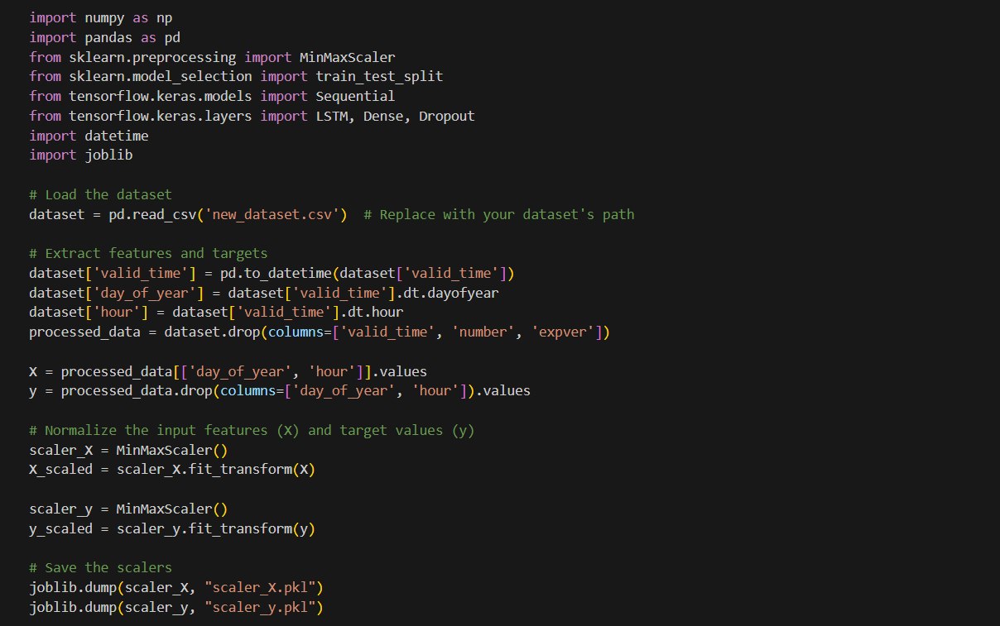 import numpy as np
import pandas as pd
from sklearn.preprocessing import MinMaxScaler
from sklearn.model_selection import train_test_split
from tensorflow.keras.models import Sequential
from tensorflow.keras.layers import LSTM, Dense, Dropout
import datetime
import joblib

# Load the dataset
dataset = pd.read_csv('new_dataset.csv')  # Replace with your dataset's path

# Extract features and targets
dataset['valid_time'] = pd.to_datetime(dataset['valid_time'])
dataset['day_of_year'] = dataset['valid_time'].dt.dayofyear
dataset['hour'] = dataset['valid_time'].dt.hour
processed_data = dataset.drop(columns=['valid_time', 'number', 'expver'])

X = processed_data[['day_of_year', 'hour']].values
y = processed_data.drop(columns=['day_of_year', 'hour']).values

# Normalize the input features (X) and target values (y)
scaler_X = MinMaxScaler()
X_scaled = scaler_X.fit_transform(X)

scaler_y = MinMaxScaler()
y_scaled = scaler_y.fit_transform(y)

# Save the scalers
joblib.dump(scaler_X, "scaler_X.pkl")
joblib.dump(scaler_y, "scaler_y.pkl")